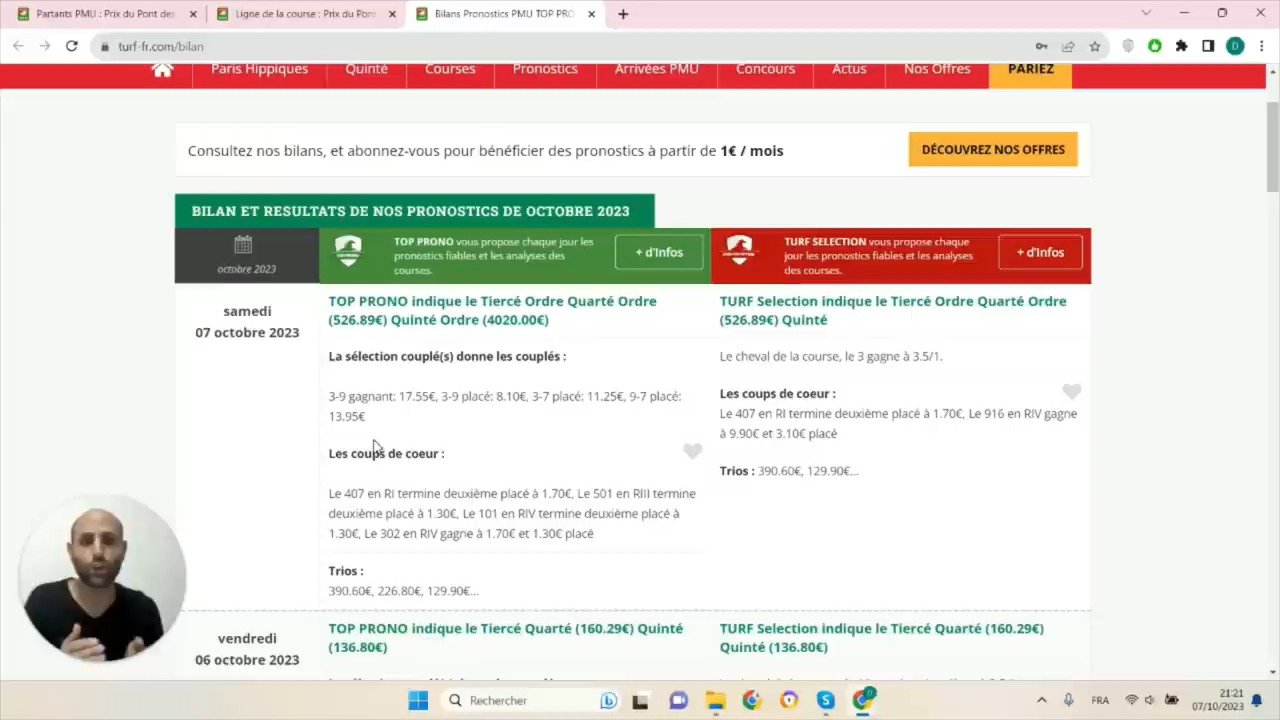 Partants PMU : Prix du Pont des
Ligne de la course : Prix du Pont
Bilans Pronostics PMU TOP PRO
turf-fr.com/bilan
Paris Hippiques
Quinté
Courses
Pronostics
Arrivées PMU
Concours
Actus
Nos Offres
PARIEZ
Consultez nos bilans, et abonnez-vous pour bénéficier des pronostics à partir de 1€ / mois
DÉCOUVREZ NOS OFFRES
BILAN ET RESULTATS DE NOS PRONOSTICS DE OCTOBRE 2023
octobre 2023
TOP PRONO vous propose chaque jour les
pronostics fiables et les analyses des
courses.
+ d'Infos
TURF SELECTION vous propose chaque
jour les pronostics fiables et les analyses
des courses.
+ d'Infos
samedi
07 octobre 2023
TOP PRONO indique le Tiercé Ordre Quarté Ordre
(526.89€) Quinté Ordre (4020.00€)
La sélection couplé(s) donne les couplés :
3-9 gagnant: 17.55€, 3-9 placé: 8.10€, 3-7 placé: 11.25€, 9-7 placé:
13.95€
Les coups de coeur :
Le 407 en RI termine deuxième placé à 1.70€, Le 501 en RIII termine
deuxième placé à 1.30€, Le 101 en RIV termine deuxième placé à
1.30€, Le 302 en RIV gagne à 1.70€ et 1.30€ placé
Trios :
390.60€, 226.80€, 129.90€...
TURF Selection indique le Tiercé Ordre Quarté Ordre
(526.89€) Quinté
Le cheval de la course, le 3 gagne à 3.5/1.
Les coups de coeur :
Le 407 en RI termine deuxième placé à 1.70€, Le 916 en RIV gagne
à 9.90€ et 3.10€ placé
Trios : 390.60€, 129.90€...
vendredi
06 octobre 2023
TOP PRONO indique le Tiercé Quarté (160.29€) Quinté
(136.80€)
TURF Selection indique le Tiercé Quarté (160.29€)
Quinté (136.80€)
Rechercher
FRA
21:21
07/10/2023